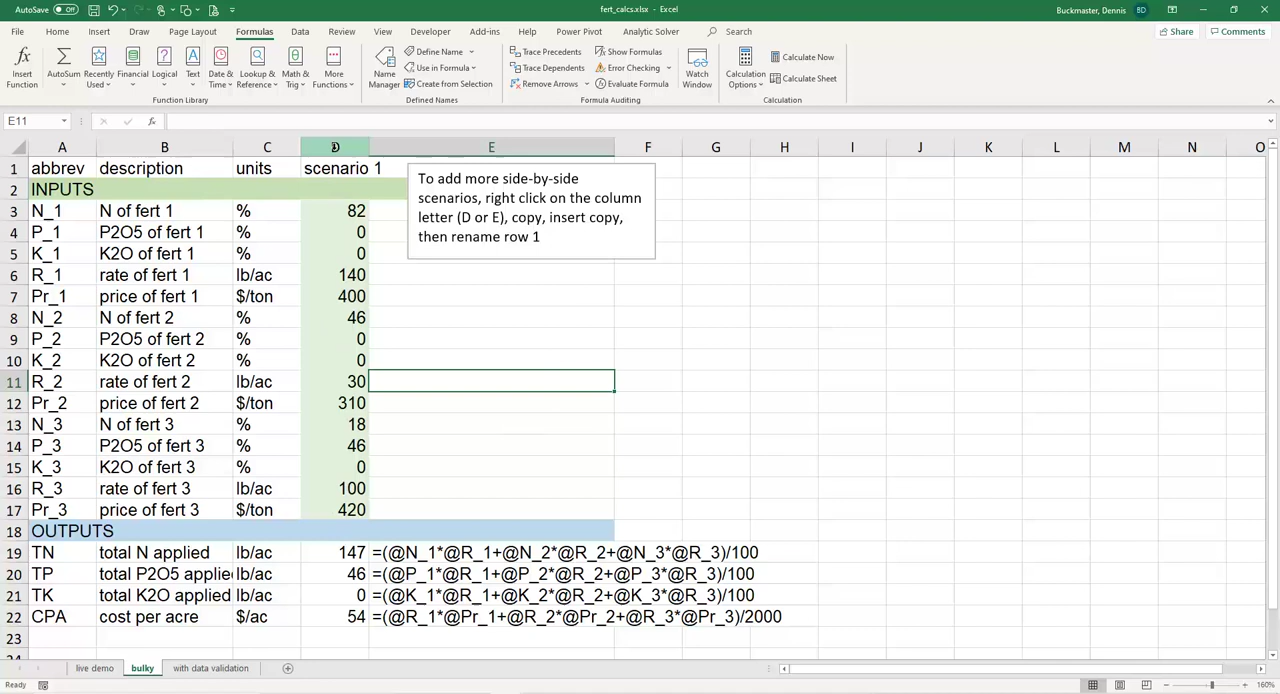 AutoSave Off
fert_calcs.xlsx - Excel
Buckmaster, Dennis BD
File Home Insert Draw Page Layout Formulas Data Review View Developer Add-ins Help Power Pivot Analytic Solver Search Share Comments
Insert Function
AutoSum
Recently Used
Financial
Logical
Text
Date & Time
Lookup & Reference
Math & Trig
More Functions
Function Library
Name Manager
Define Name
Use in Formula
Create from Selection
Defined Names
Trace Precedents
Trace Dependents
Remove Arrows
Show Formulas
Error Checking
Evaluate Formula
Formula Auditing
Watch Window
Calculation Options
Calculate Now
Calculate Sheet
Calculation
E11 fx
A B C D E F G H I J K L M N O
1 abbrev description units scenario 1
2 INPUTS
3 N_1 N of fert 1 % 82
4 P_1 P2O5 of fert 1 % 0
5 K_1 K2O of fert 1 % 0
6 R_1 rate of fert 1 lb/ac 140
7 Pr_1 price of fert 1 $/ton 400
8 N_2 N of fert 2 % 46
9 P_2 P2O5 of fert 2 % 0
10 K_2 K2O of fert 2 % 0
11 R_2 rate of fert 2 lb/ac 30
12 Pr_2 price of fert 2 $/ton 310
13 N_3 N of fert 3 % 18
14 P_3 P2O5 of fert 3 % 46
15 K_3 K2O of fert 3 % 0
16 R_3 rate of fert 3 lb/ac 100
17 Pr_3 price of fert 3 $/ton 420
18 OUTPUTS
19 TN total N applied lb/ac 147 =(@N_1*@R_1+@N_2*@R_2+@N_3*@R_3)/100
20 TP total P2O5 applie lb/ac 46 =(@P_1*@R_1+@P_2*@R_2+@P_3*@R_3)/100
21 TK total K2O applied lb/ac 0 =(@K_1*@R_1+@K_2*@R_2+@K_3*@R_3)/100
22 CPA cost per acre $/ac 54 =(@R_1*@Pr_1+@R_2*@Pr_2+@R_3*@Pr_3)/2000
23
To add more side-by-side
scenarios, right click on the column
letter (D or E), copy, insert copy,
then rename row 1
live demo bulky with data validation
Ready 160%